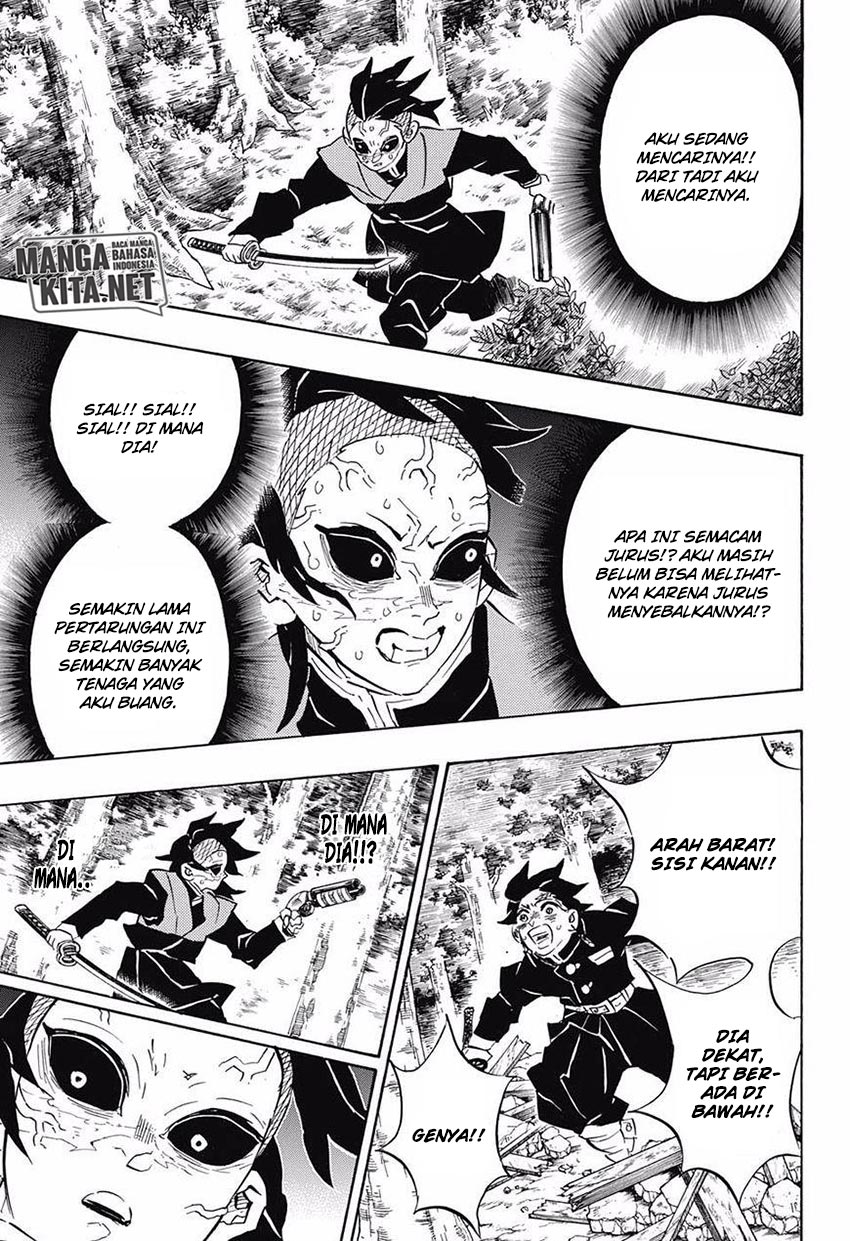 AKU SEDANG
MENCARINYA!!
DARI TADI AKU
MENCARINYA.
MANGA
KITA.NET
BACA MANGA
BAHASA
INDONESIA
APA INI SEMACAM
JURUS!? AKU MASIH
BELUM BISA MELIHAT-
NYA KARENA JURUS
MENYEBALKANNYA!?
SIAL!! SIAL!!
SIAL!! DI MANA
DIA!
SEMAKIN LAMA
PERTARUNGAN INI
BERLANGSUNG,
SEMAKIN BANYAK
TENAGA YANG
AKU BUANG.
ARAH BARAT!
SISI KANAN!!
DIA
DEKAT,
TAPI BER-
ADA DI
BAWAH!!
GENYA!!
DI MANA
DIA!!?
DI
MANA..